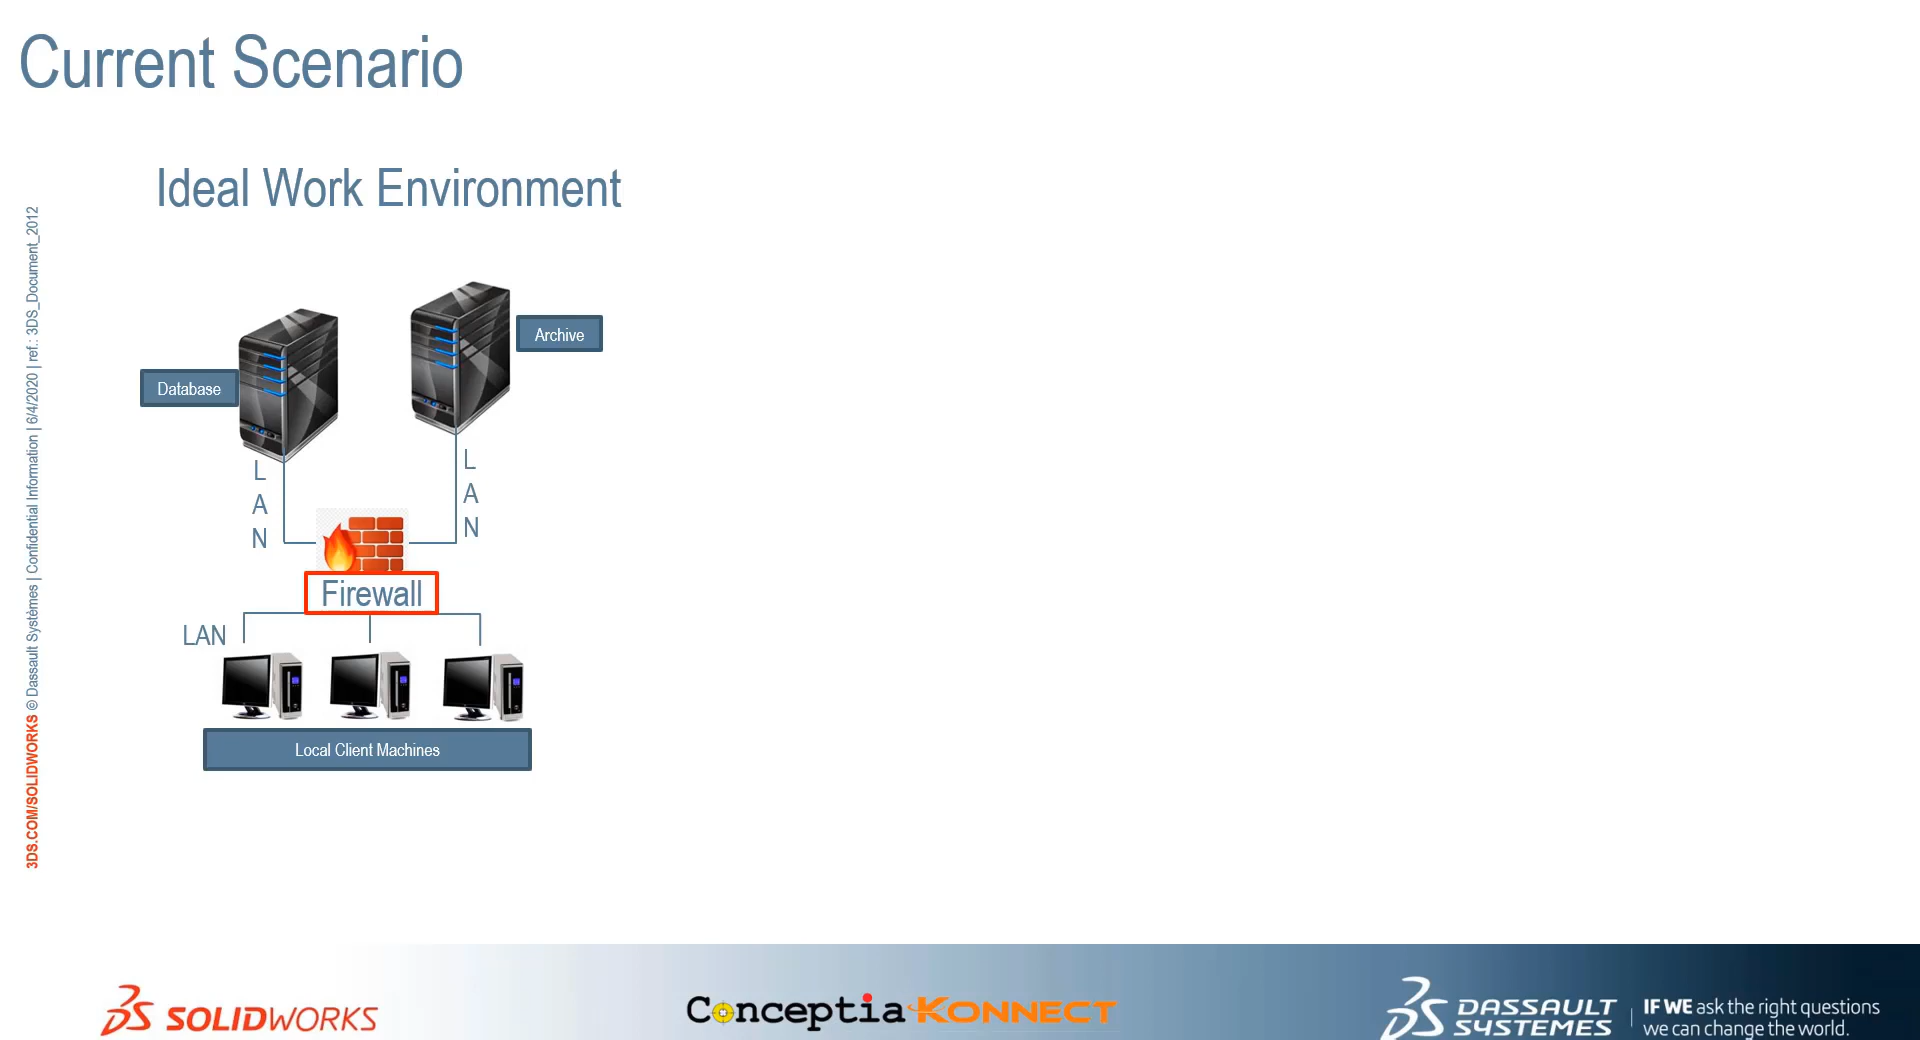 Current Scenario
Ideal Work Environment
3DS.COM/SOLIDWORKS © Dassault Systèmes | Confidential Information | 6/4/2020 | ref.: 3DS_Document_2012
Archive
Database
L
A
N
L
A
N
Firewall
LAN
Local Client Machines
SOLIDWORKS
Conceptia KONNECT
DASSAULT
SYSTEMES
IF WE ask the right questions
we can change the world.